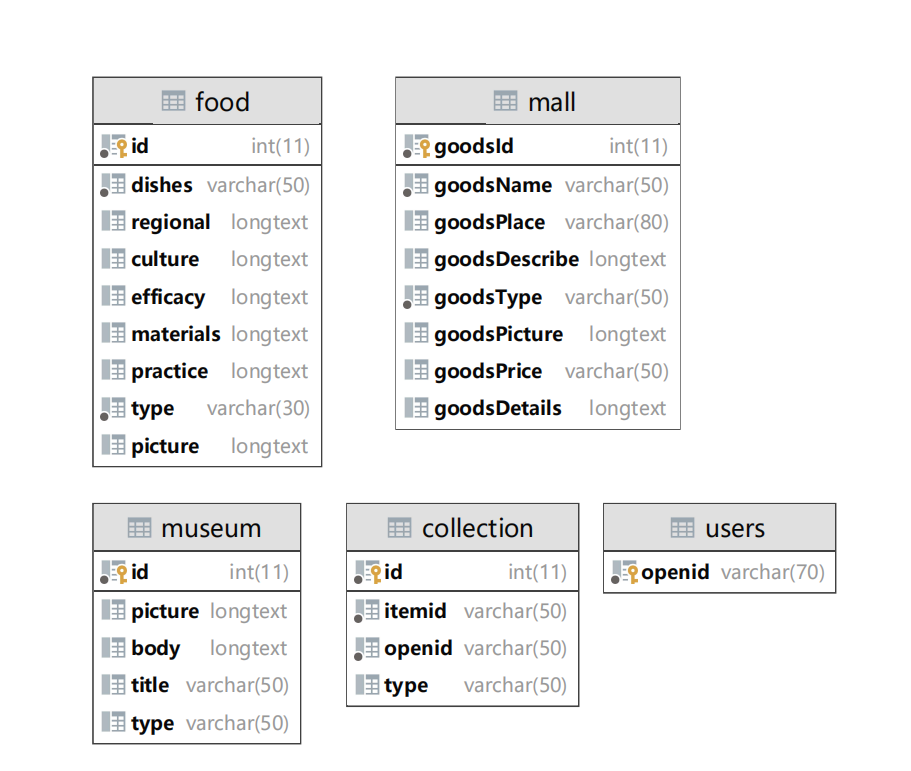 food
id int(11)
dishes varchar(50)
regional longtext
culture longtext
efficacy longtext
materials longtext
practice longtext
type varchar(30)
picture longtext
mall
goodsId int(11)
goodsName varchar(50)
goodsPlace varchar(80)
goodsDescribe longtext
goodsType varchar(50)
goodsPicture longtext
goodsPrice varchar(50)
goodsDetails longtext
museum
id int(11)
picture longtext
body longtext
title varchar(50)
type varchar(50)
collection
id int(11)
itemid varchar(50)
openid varchar(50)
type varchar(50)
users
openid varchar(70)